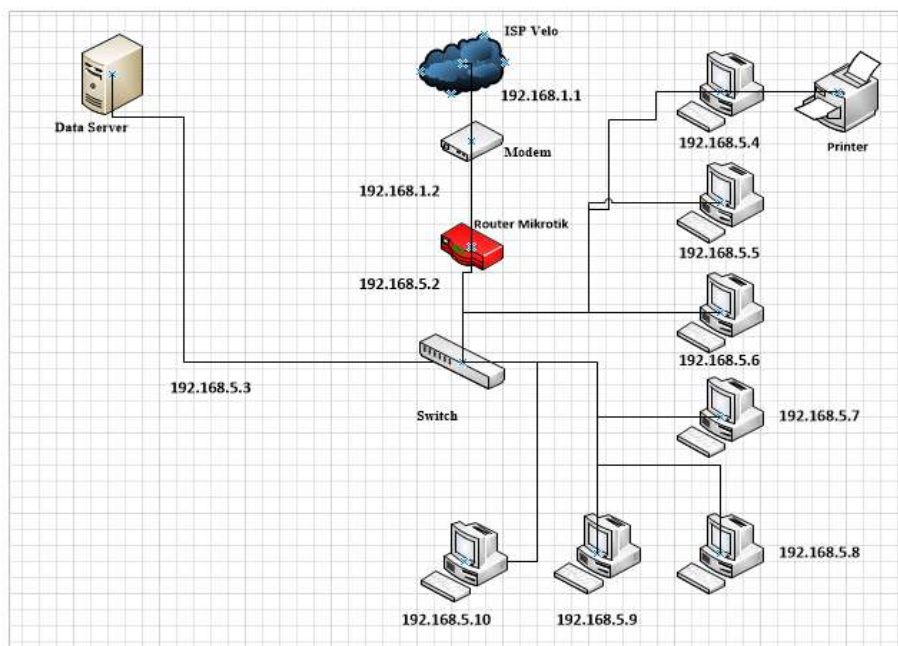 ISP Velo
192.168.1.1
Data Server
Modem
192.168.5.4
Printer
192.168.1.2
Router Mikrotik
192.168.5.5
192.168.5.2
192.168.5.6
192.168.5.3
Switch
192.168.5.7
192.168.5.8
192.168.5.10
192.168.5.9